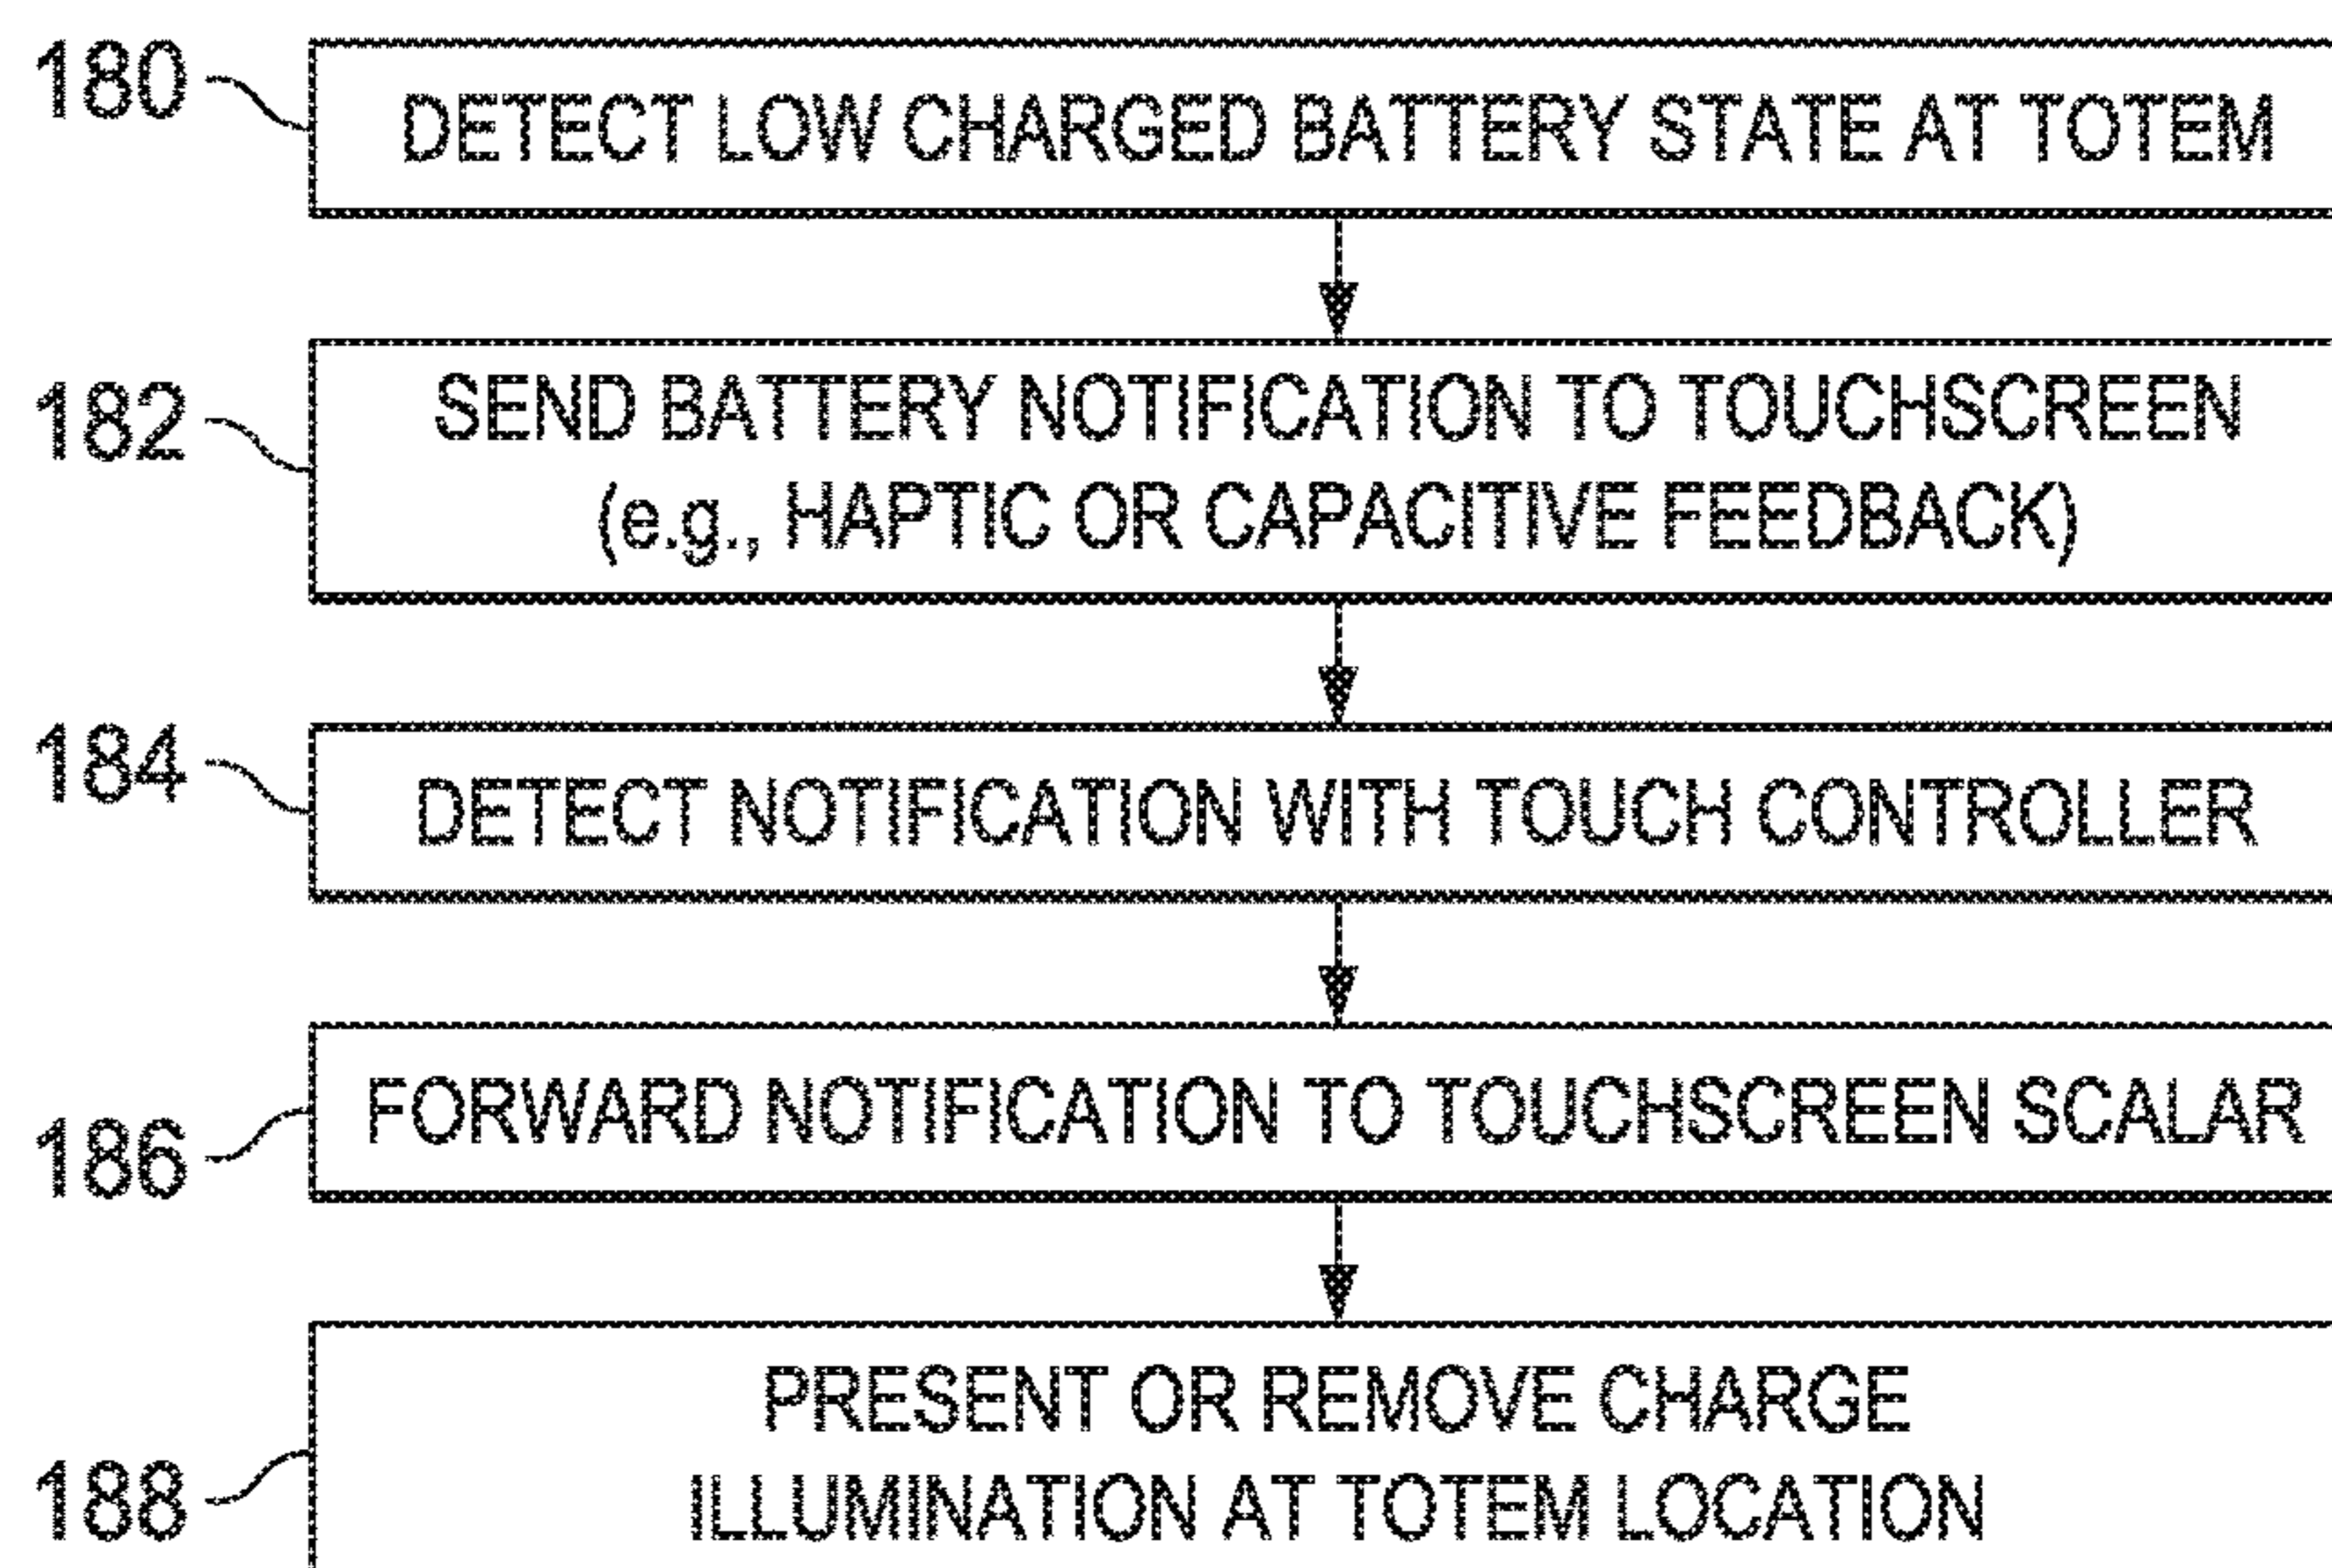 180 DETECT LOW CHARGED BATTERY STATE AT TOTEM
182 SEND BATTERY NOTIFICATION TO TOUCHSCREEN
(e.g., HAPTIC OR CAPACITIVE FEEDBACK)
184 DETECT NOTIFICATION WITH TOUCH CONTROLLER
186 FORWARD NOTIFICATION TO TOUCHSCREEN SCALAR
188 PRESENT OR REMOVE CHARGE
ILLUMINATION AT TOTEM LOCATION